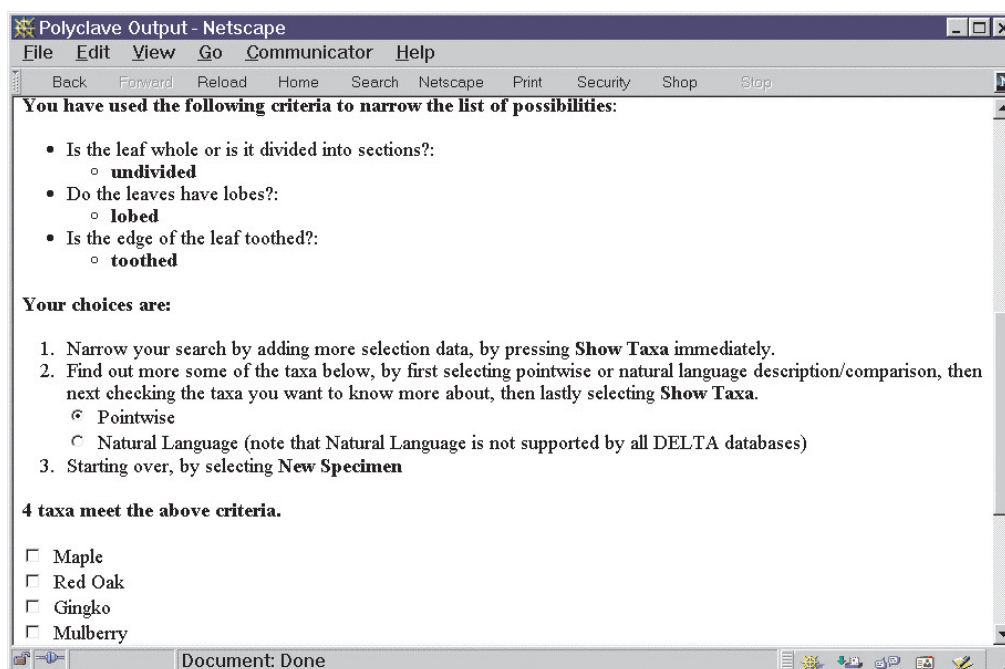 Polyclave Output - Netscape
File Edit View Go Communicator Help
Back Forward Reload Home Search Netscape Print Security Shop Stop
You have used the following criteria to narrow the list of possibilities:
• Is the leaf whole or is it divided into sections?:
○ undivided
• Do the leaves have lobes?:
○ lobed
• Is the edge of the leaf toothed?:
○ toothed
Your choices are:
1. Narrow your search by adding more selection data, by pressing Show Taxa immediately.
2. Find out more some of the taxa below, by first selecting pointwise or natural language description/comparison, then
next checking the taxa you want to know more about, then lastly selecting Show Taxa.
Pointwise
Natural Language (note that Natural Language is not supported by all DELTA databases)
3. Starting over, by selecting New Specimen
4 taxa meet the above criteria.
Maple
Red Oak
Gingko
Mulberry
Document: Done